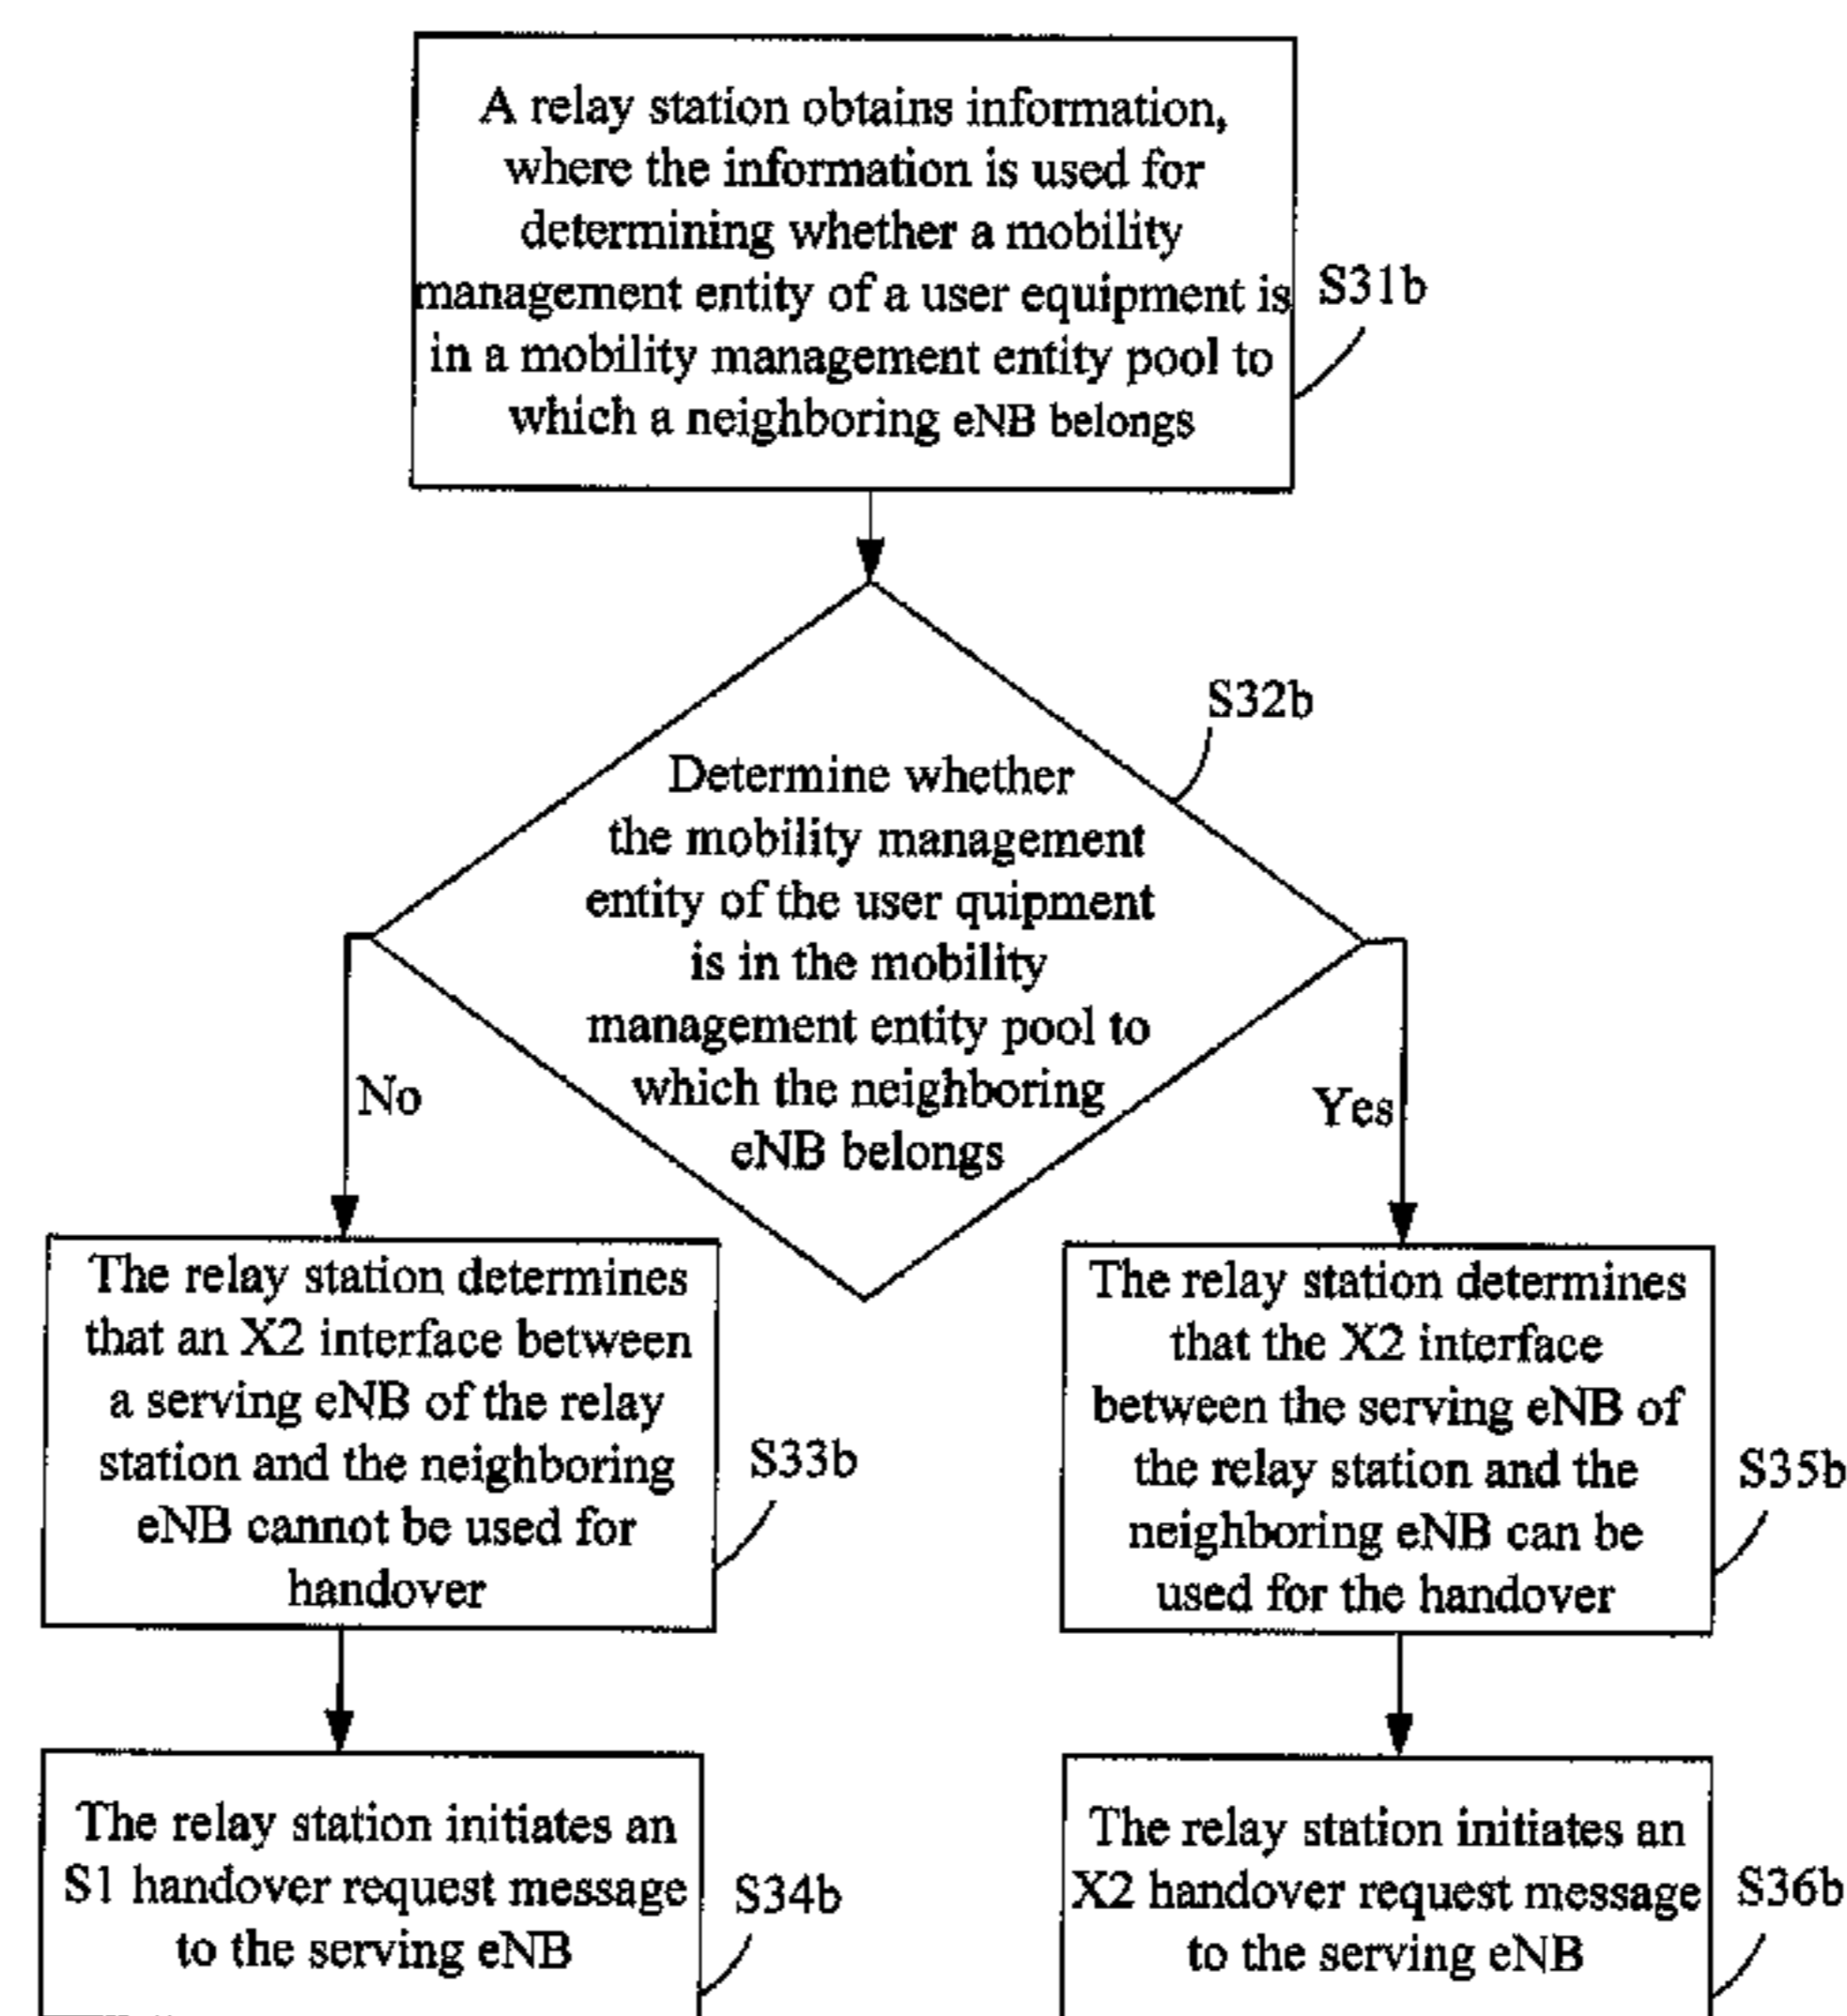 A relay station obtains information,
where the information is used for
determining whether a mobility
management entity of a user equipment is
in a mobility management entity pool to
which a neighboring eNB belongs
S31b
S32b
Determine whether
the mobility management
entity of the user quipment
is in the mobility
management entity pool to
which the neighboring
eNB belongs
No
Yes
The relay station determines
that an X2 interface between
a serving eNB of the relay
station and the neighboring
eNB cannot be used for
handover
S33b
The relay station determines
that the X2 interface
between the serving eNB of
the relay station and the
neighboring eNB can be
used for the handover
S35b
The relay station initiates an
S1 handover request message
to the serving eNB
S34b
The relay station initiates an
X2 handover request message
to the serving eNB
S36b